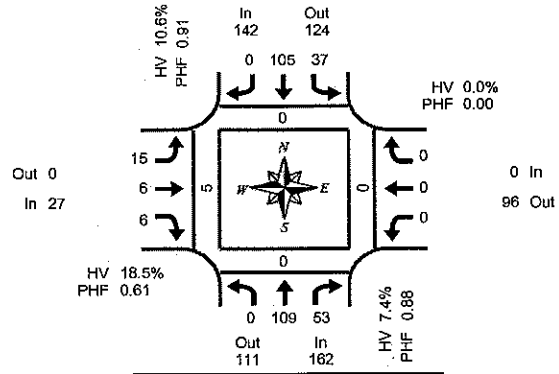 In Out
142 124
HV 10.6%
PHF 0.91
0 105 37
HV 0.0%
PHF 0.00
0
Out 0
In 27
15
6
6
5
N
W E
S
0
0
0
0
0 In
96 Out
0
HV 18.5%
PHF 0.61
0 109 53
HV 7.4%
PHF 0.88
Out In
111 162